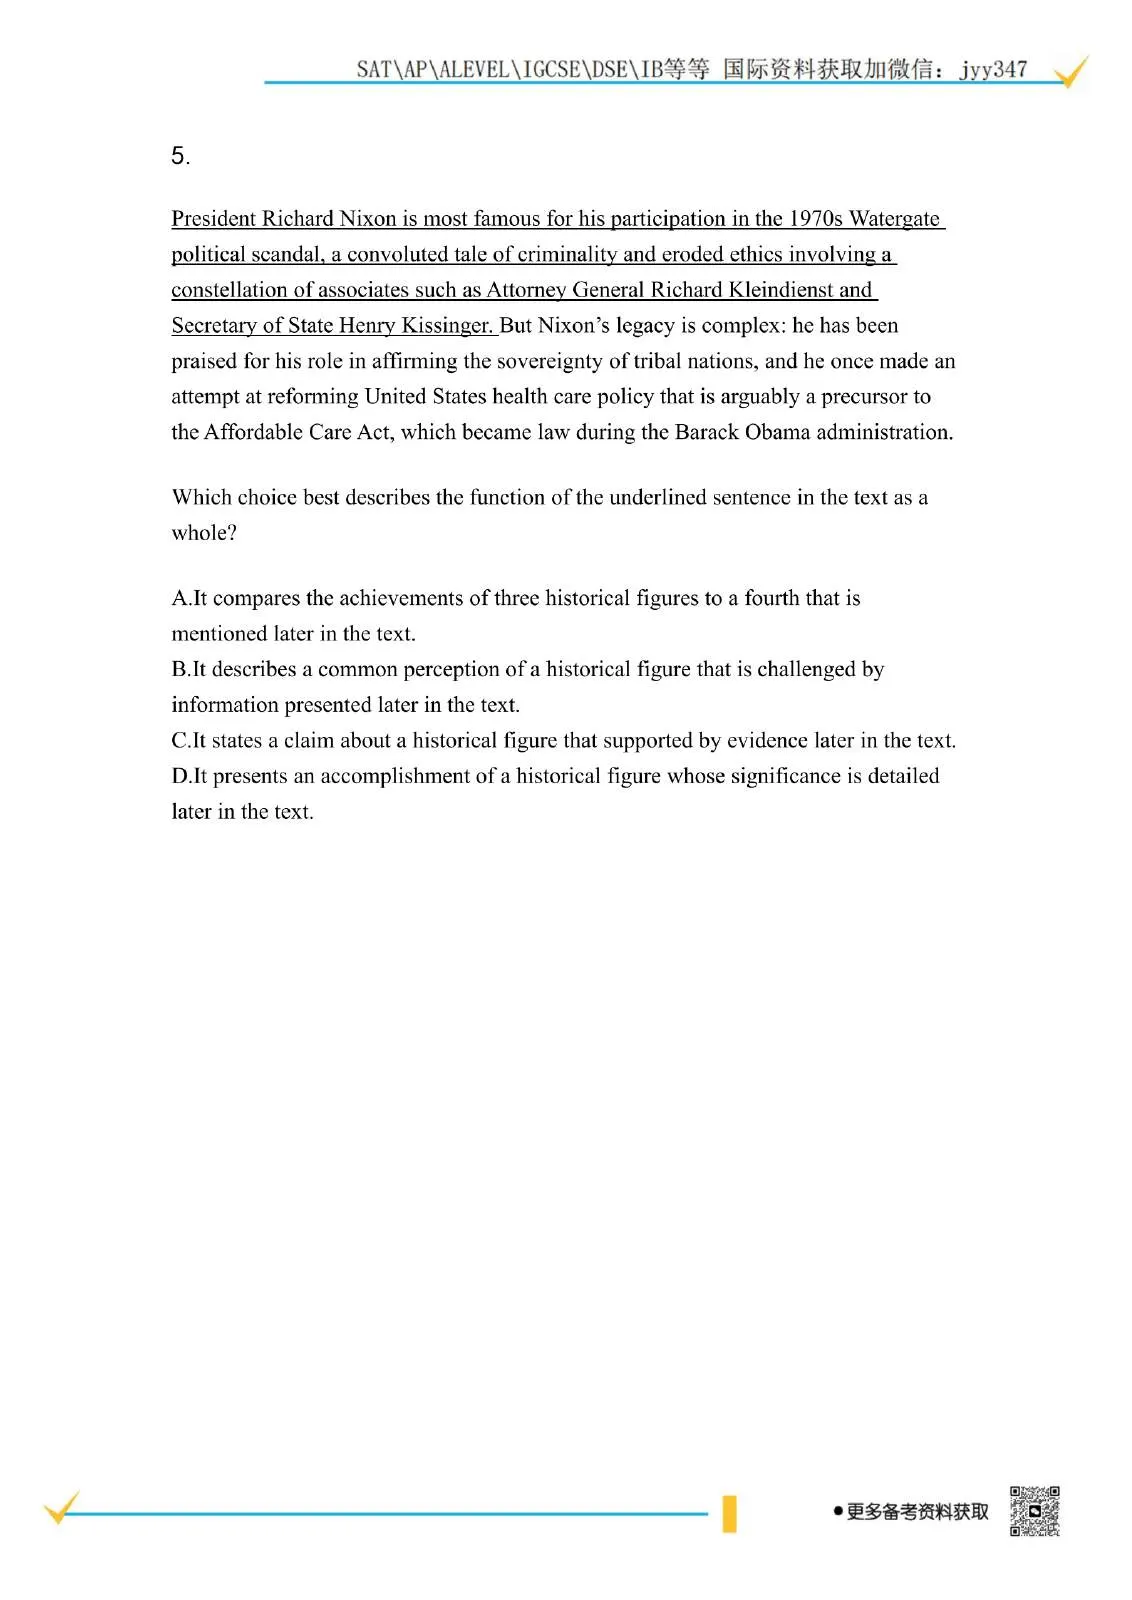 SAT\AP\ALEVEL\IGCSE\DSE\IB等等 国际资料获取加微信：jyy347
5.
President Richard Nixon is most famous for his participation in the 1970s Watergate
political scandal, a convoluted tale of criminality and eroded ethics involving a
constellation of associates such as Attorney General Richard Kleindienst and
Secretary of State Henry Kissinger. But Nixon’s legacy is complex: he has been
praised for his role in affirming the sovereignty of tribal nations, and he once made an
attempt at reforming United States health care policy that is arguably a precursor to
the Affordable Care Act, which became law during the Barack Obama administration.
Which choice best describes the function of the underlined sentence in the text as a
whole?
A.It compares the achievements of three historical figures to a fourth that is
mentioned later in the text.
B.It describes a common perception of a historical figure that is challenged by
information presented later in the text.
C.It states a claim about a historical figure that supported by evidence later in the text.
D.It presents an accomplishment of a historical figure whose significance is detailed
later in the text.
●更多备考资料获取